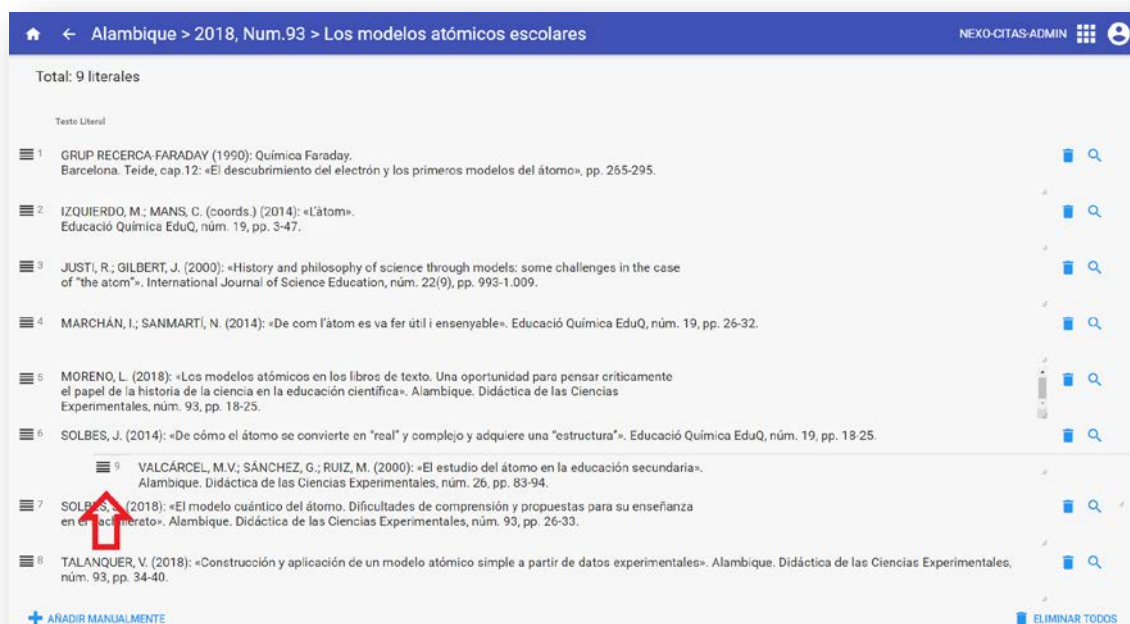 Alambique > 2018, Num.93 > Los modelos atómicos escolares
NEXO-CITAS-ADMIN
Total: 9 literales
Texto Literal
1 GRUP RECERCA-FARADAY (1990): Química Faraday.
Barcelona. Teide, cap.12: «El descubrimiento del electrón y los primeros modelos del átomo», pp. 265-295.
2 IZQUIERDO, M.; MANS, C. (coords.) (2014): «L'àtom».
Educació Química EduQ, núm. 19, pp. 3-47.
3 JUSTI, R.; GILBERT, J. (2000): «History and philosophy of science through models: some challenges in the case
of "the atom"». International Journal of Science Education, núm. 22(9), pp. 993-1.009.
4 MARCHÁN, I.; SANMARTÍ, N. (2014): «De com l'àtom es va fer útil i ensenyable». Educació Química EduQ, núm. 19, pp. 26-32.
5 MORENO, L. (2018): «Los modelos atómicos en los libros de texto. Una oportunidad para pensar críticamente
el papel de la historia de la ciencia en la educación científica». Alambique. Didáctica de las Ciencias
Experimentales, núm. 93, pp. 18-25.
6 SOLBES, J. (2014): «De cómo el átomo se convierte en "real" y complejo y adquiere una "estructura"». Educació Química EduQ, núm. 19, pp. 18-25.
9 VALCÁRCEL, M.V.; SÁNCHEZ, G.; RUIZ, M. (2000): «El estudio del átomo en la educación secundaria».
Alambique. Didáctica de las Ciencias Experimentales, núm. 26, pp. 83-94.
7 SOLBES, (2018): «El modelo cuántico del átomo. Dificultades de comprensión y propuestas para su enseñanza
en el bachillerato». Alambique. Didáctica de las Ciencias Experimentales, núm. 93, pp. 26-33.
8 TALANQUER, V. (2018): «Construcción y aplicación de un modelo atómico simple a partir de datos experimentales». Alambique. Didáctica de las Ciencias Experimentales,
núm. 93, pp. 34-40.
AÑADIR MANUALMENTE
ELIMINAR TODOS